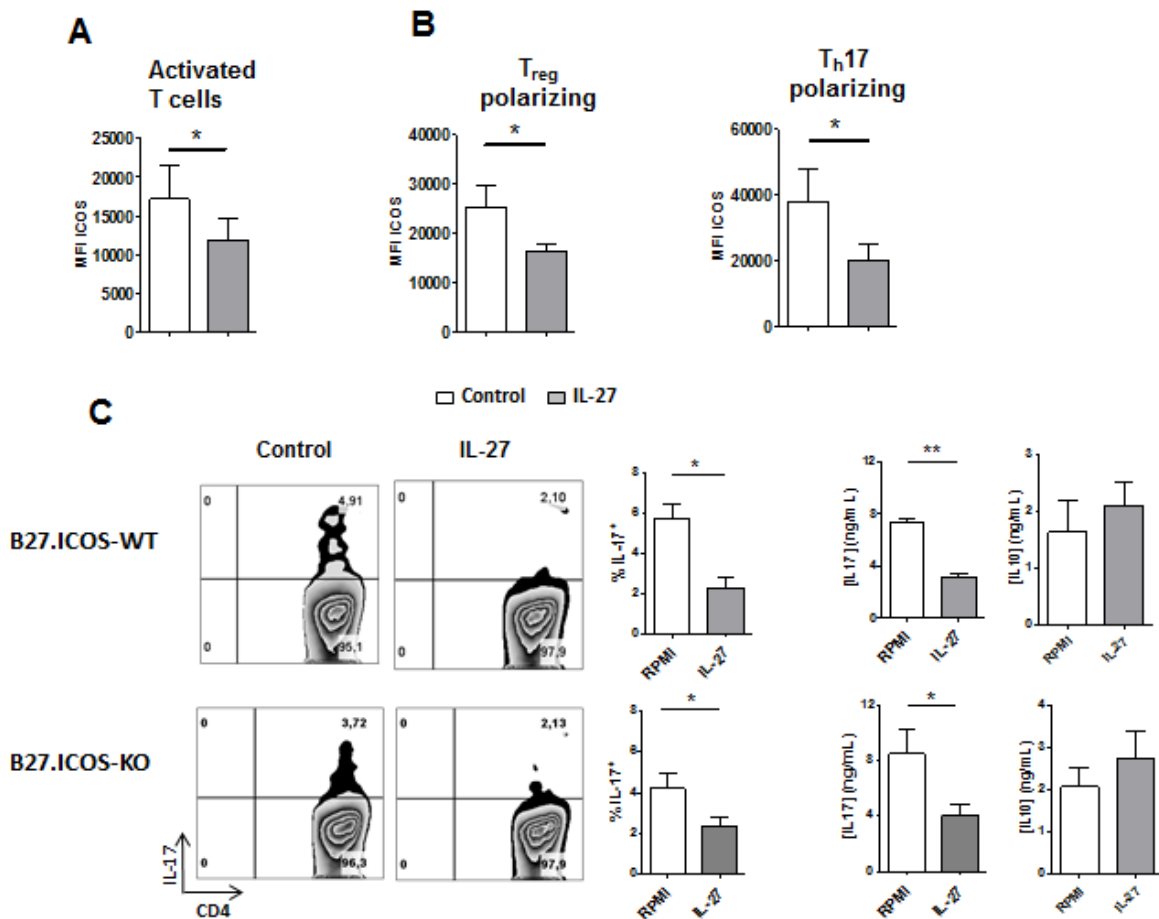 A
Activated
T cells
MFI ICOS
25000
20000
15000
10000
5000
0
*
B
Treg
polarizing
MFI ICOS
40000
30000
20000
10000
0
*
Th17
polarizing
MFI ICOS
60000
40000
20000
0
*
Control IL-27
C
Control IL-27
B27.ICOS-WT
0 4,91
0 95,1
0 2,10
0 97,9
% IL-17+
8
6
4
2
0
*
RPMI IL-27
[IL17] (ng/mL)
12
8
4
0
**
RPMI IL-27
[IL10] (ng/mL)
3
2
1
0
RPMI IL-27
B27.ICOS-KO
0 3,72
0 96,3
0 2,13
0 97,9
IL-17
CD4
% IL-17+
8
6
4
2
0
*
RPMI IL-27
[IL17] (ng/mL)
12
8
4
0
*
RPMI IL-27
[IL10] (ng/mL)
4
3
2
1
0
RPMI IL-27